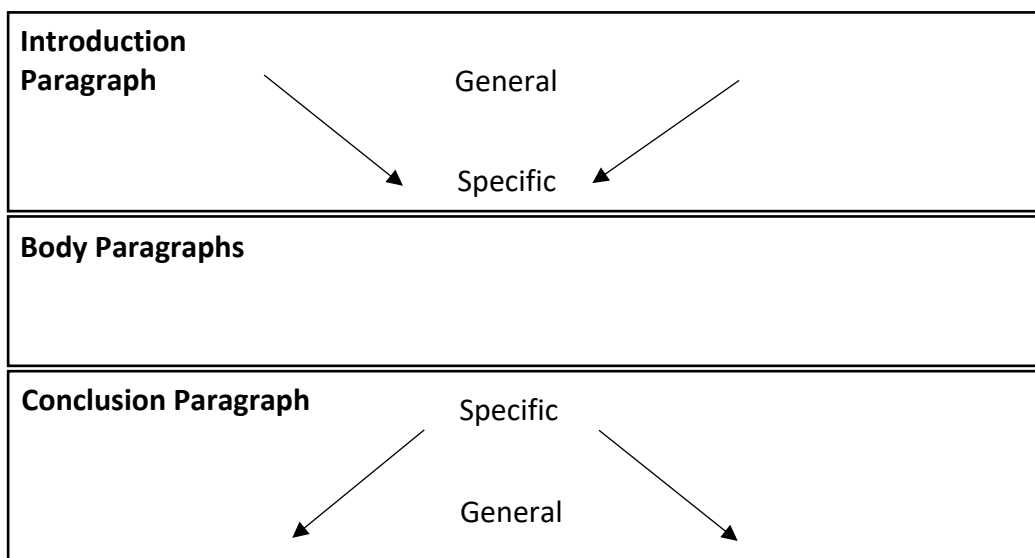 Introduction
Paragraph
General
Specific
Body Paragraphs
Conclusion Paragraph
Specific
General